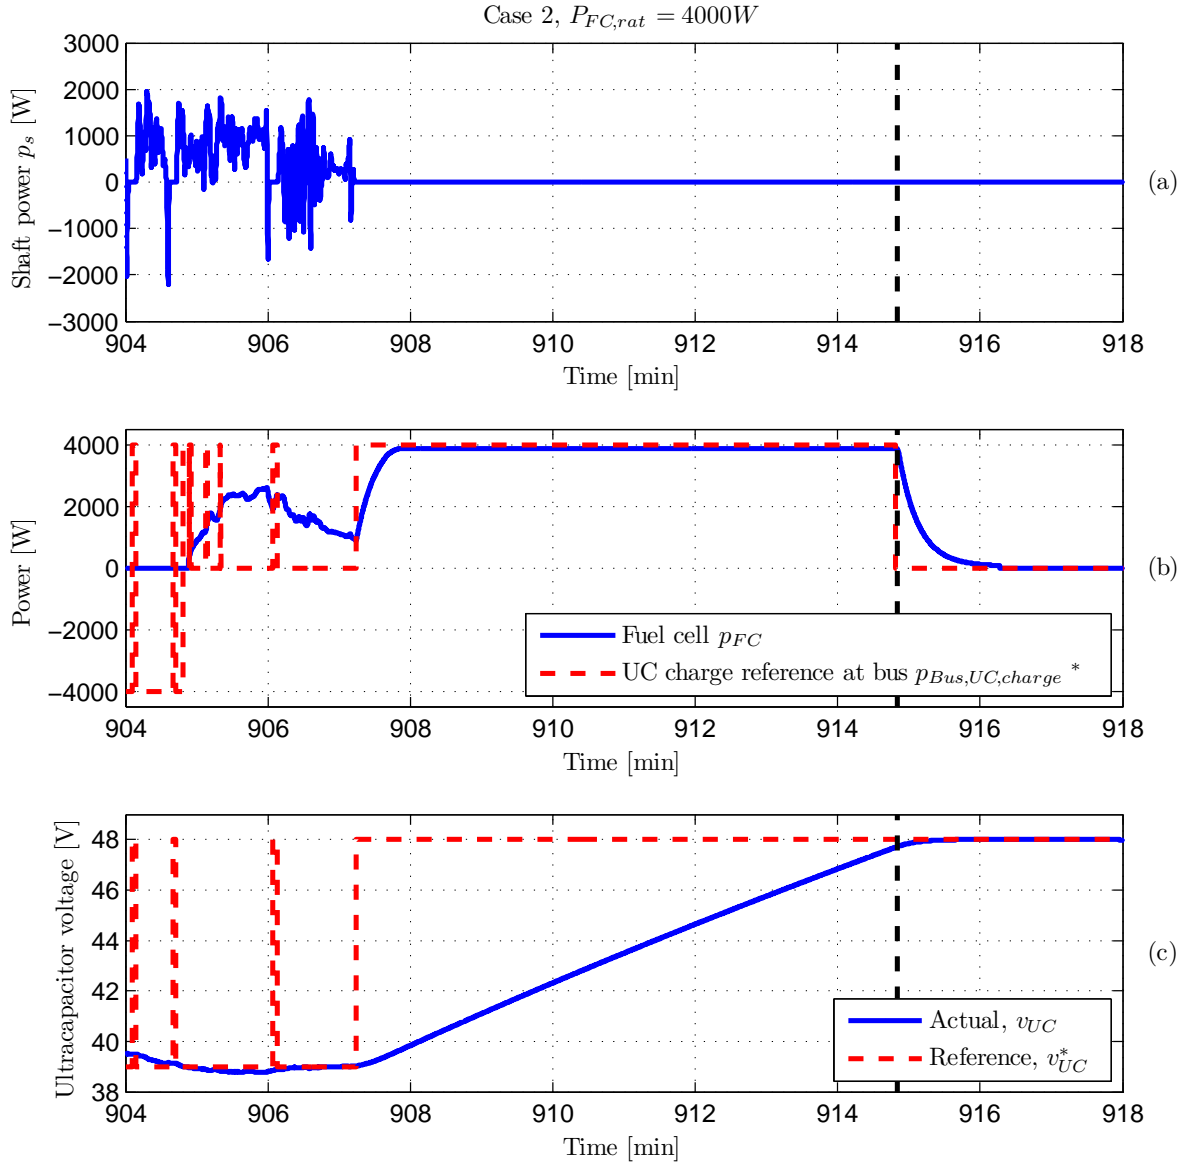 Case 2, P_{FC,rat} = 4000W
3000
2000
1000
0
−1000
−2000
−3000
Shaft power p_s [W]
904 906 908 910 912 914 916 918
Time [min]
(a)
4000
2000
0
−2000
−4000
Power [W]
Fuel cell p_{FC}
UC charge reference at bus p_{Bus,UC,charge} *
904 906 908 910 912 914 916 918
Time [min]
(b)
48
46
44
42
40
38
Ultracapacitor voltage [V]
Actual, v_{UC}
Reference, v_{UC}^*
904 906 908 910 912 914 916 918
Time [min]
(c)